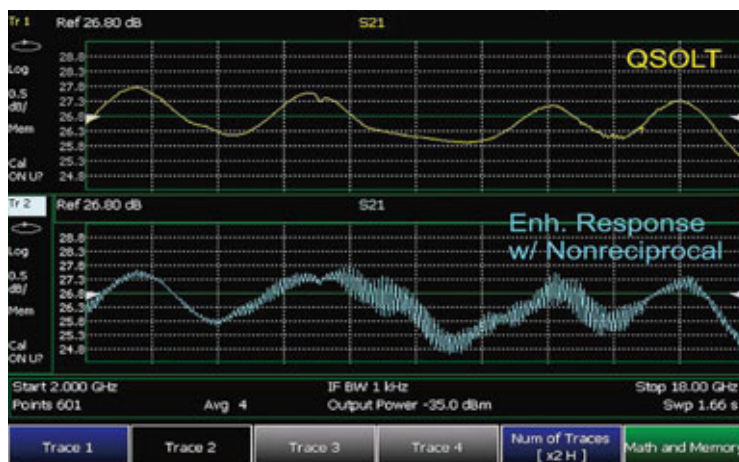 Tr 1 Ref 26.80 dB S21
QSOLT
Log
0.5
dB/
Mem
Cal
ON U?
28.8
28.3
27.8
27.3
26.8
26.3
25.8
25.3
24.8
Tr 2 Ref 26.80 dB S21
Enh. Response
w/ Nonreciprocal
Log
0.5
dB/
Mem
Cal
ON U?
28.8
28.3
27.8
27.3
26.8
26.3
25.8
25.3
24.8
Start 2.000 GHz IF BW 1 kHz Stop 18.00 GHz
Points 601 Avg 4 Output Power -35.0 dBm Swp 1.66 s
Trace 1 Trace 2 Trace 3 Trace 4 Num of Traces [ x2 H ] Math and Memory